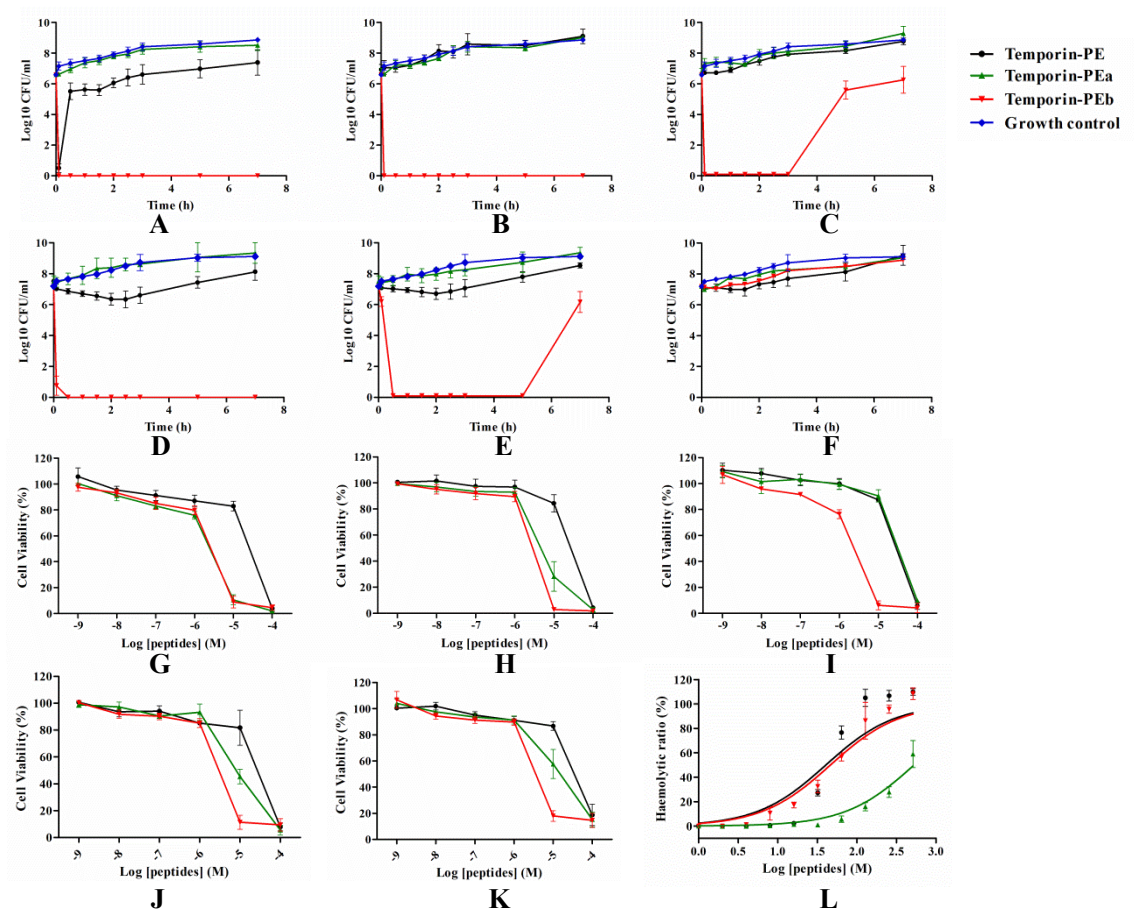 10
8
6
4
2
0
Log10 CFU/ml
0 2 4 6 8
Time (h)
A
10
8
6
4
2
0
Log10 CFU/ml
0 2 4 6 8
Time (h)
B
10
8
6
4
2
0
Log10 CFU/ml
0 2 4 6 8
Time (h)
C
Temporin-PE
Temporin-PEa
Temporin-PEb
Growth control
10
8
6
4
2
0
Log10 CFU/ml
0 2 4 6 8
Time (h)
D
10
8
6
4
2
0
Log10 CFU/ml
0 2 4 6 8
Time (h)
E
10
8
6
4
2
0
Log10 CFU/ml
0 2 4 6 8
Time (h)
F
120
100
80
60
40
20
0
Cell Viability (%)
-9 -8 -7 -6 -5 -4
Log [peptides] (M)
G
120
100
80
60
40
20
0
Cell Viability (%)
-9 -8 -7 -6 -5 -4
Log [peptides] (M)
H
120
100
80
60
40
20
0
Cell Viability (%)
-9 -8 -7 -6 -5 -4
Log [peptides] (M)
I
120
100
80
60
40
20
0
Cell Viability (%)
-9 -8 -7 -6 -5 -4
Log [peptides] (M)
J
120
100
80
60
40
20
0
Cell Viability (%)
-9 -8 -7 -6 -5 -4
Log [peptides] (M)
K
120
100
80
60
40
20
0
Haemolytic ratio (%)
0.0 0.5 1.0 1.5 2.0 2.5 3.0
Log [peptides] (M)
L